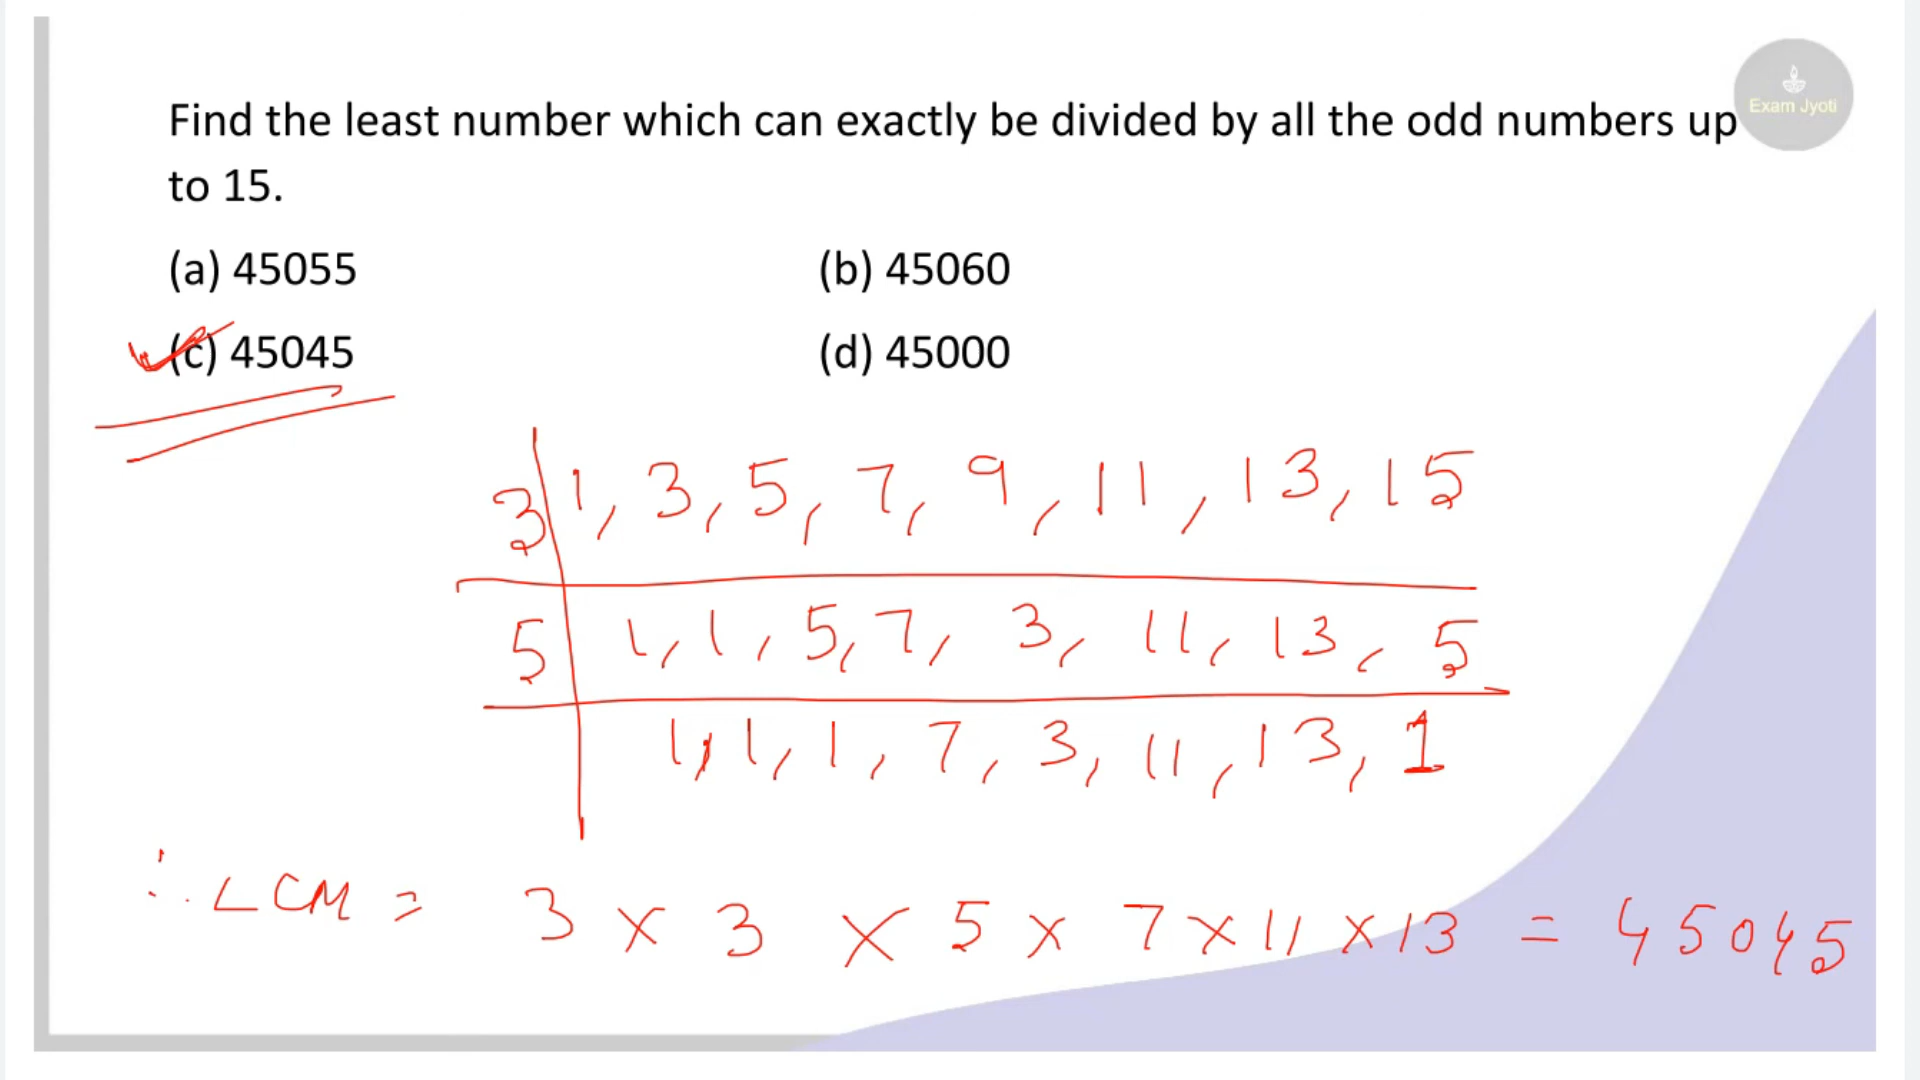 Exam Jyoti
Find the least number which can exactly be divided by all the odd numbers up
to 15.
(a) 45055 (b) 45060
(c) 45045 (d) 45000
3 1, 3, 5, 7, 9, 11, 13, 15
5 1, 1, 5, 7, 3, 11, 13, 5
1, 1, 1, 7, 3, 11, 13, 1
∴ LCM = 3 × 3 × 5 × 7 × 11 × 13 = 45045